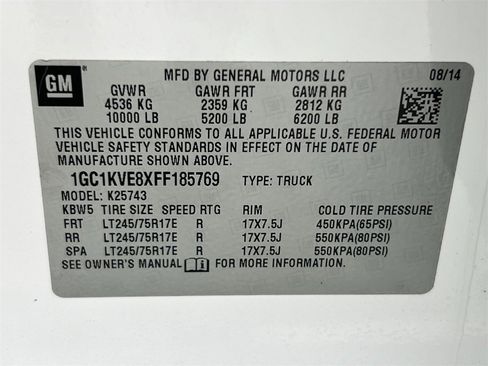 GM ® MFD BY GENERAL MOTORS LLC 08/14
GVWR GAWR FRT GAWR RR
4536 KG 2359 KG 2812 KG
10000 LB 5200 LB 6200 LB
THIS VEHICLE CONFORMS TO ALL APPLICABLE U.S. FEDERAL MOTOR
VEHICLE SAFETY STANDARDS IN EFFECT ON THE DATE OF
MANUFACTURE SHOWN ABOVE.
1GC1KVE8XFF185769 TYPE: TRUCK
MODEL: K25743
KBW5 TIRE SIZE SPEED RTG RIM COLD TIRE PRESSURE
FRT LT245/75R17E R 17X7.5J 450KPA(65PSI)
RR LT245/75R17E R 17X7.5J 550KPA(80PSI)
SPA LT245/75R17E R 17X7.5J 550KPA(80PSI)
SEE OWNER'S MANUAL FOR MORE INFORMATION.